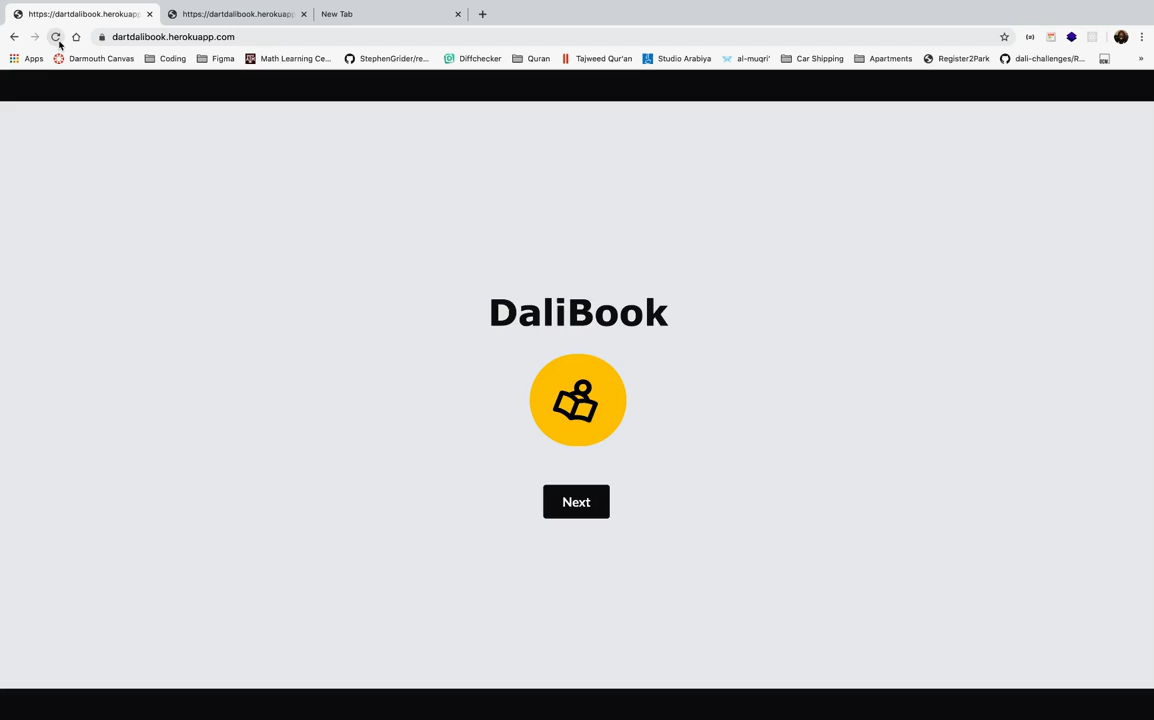 https://dartdalibook.herokuapp. https://dartdalibook.herokuapp. New Tab
dartdalibook.herokuapp.com
Apps Darmouth Canvas Coding Figma Math Learning Ce... StephenGrider/re... Diffchecker Quran Tajweed Qur'an Studio Arabiya al-muqri' Car Shipping Apartments Register2Park dali-challenges/R... »
DaliBook
Next